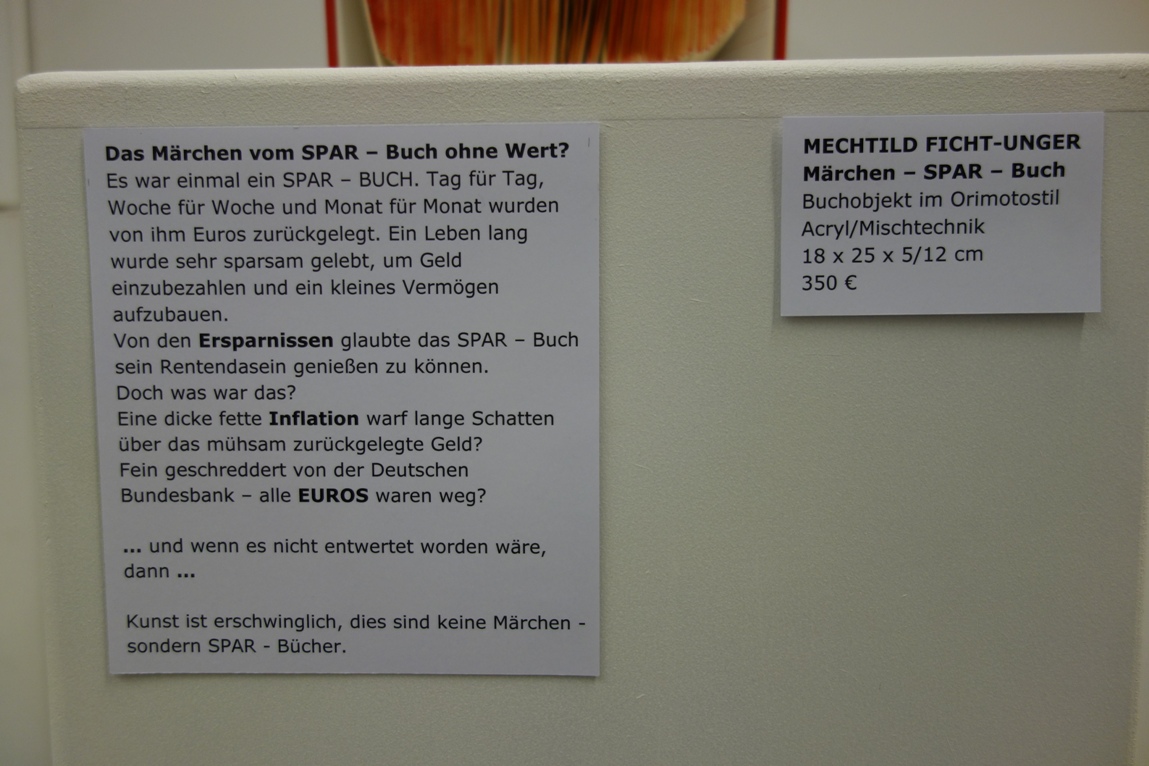 Das Märchen vom SPAR – Buch ohne Wert?
Es war einmal ein SPAR – BUCH. Tag für Tag,
Woche für Woche und Monat für Monat wurden
von ihm Euros zurückgelegt. Ein Leben lang
wurde sehr sparsam gelebt, um Geld
einzubezahlen und ein kleines Vermögen
aufzubauen.
Von den Ersparnissen glaubte das SPAR – Buch
sein Rentendasein genießen zu können.
Doch was war das?
Eine dicke fette Inflation warf lange Schatten
über das mühsam zurückgelegte Geld?
Fein geschreddert von der Deutschen
Bundesbank – alle EUROS waren weg?
... und wenn es nicht entwertet worden wäre,
dann ...
Kunst ist erschwinglich, dies sind keine Märchen -
sondern SPAR - Bücher.
MECHTILD FICHT-UNGER
Märchen – SPAR – Buch
Buchobjekt im Orimotostil
Acryl/Mischtechnik
18 x 25 x 5/12 cm
350 €